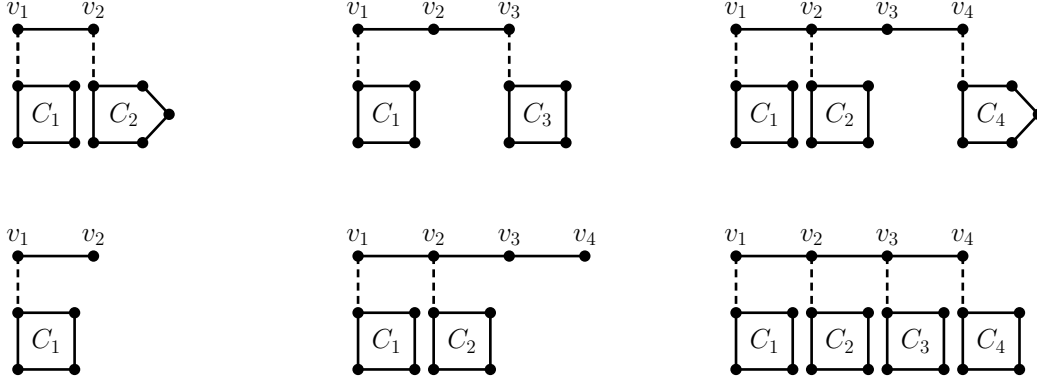 v₁ v₂ v₁ v₂ v₃ v₁ v₂ v₃ v₄
C₁ C₂ C₁ C₃ C₁ C₂ C₄
v₁ v₂ v₁ v₂ v₃ v₄ v₁ v₂ v₃ v₄
C₁ C₁ C₂ C₁ C₂ C₃ C₄